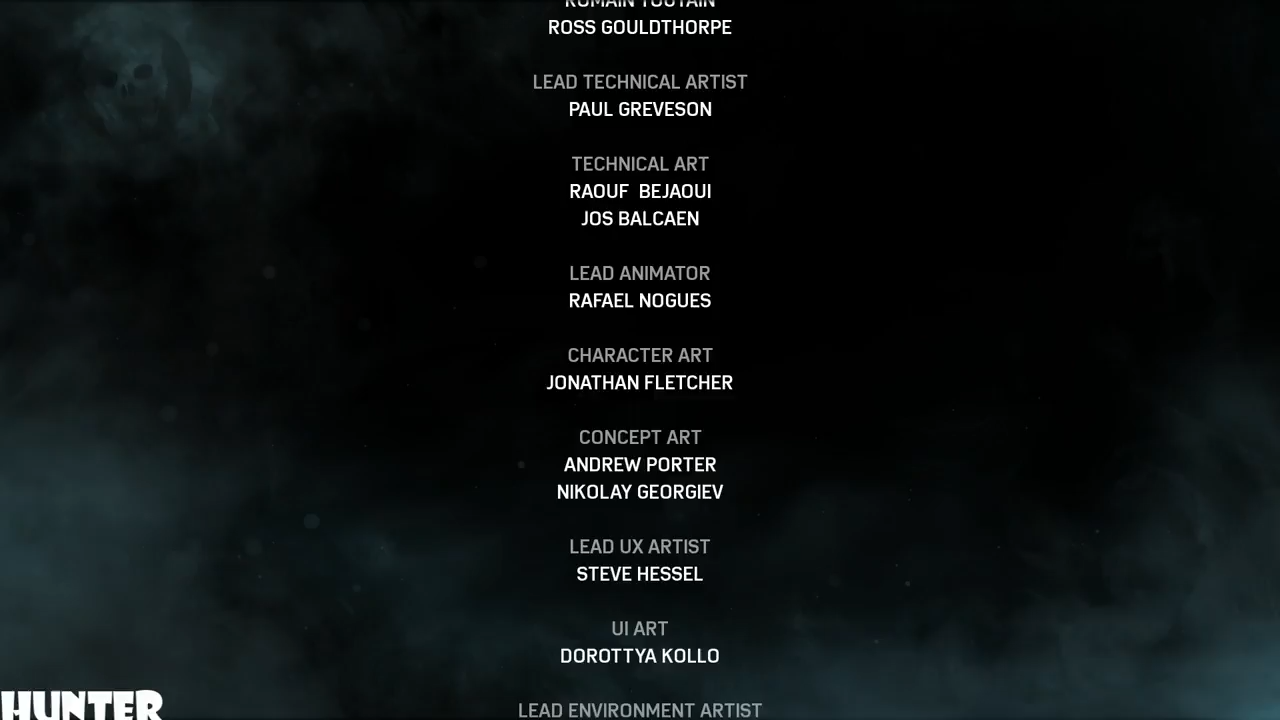 ROSS GOULDTHORPE
LEAD TECHNICAL ARTIST
PAUL GREVESON
TECHNICAL ART
RAOUF BEJAOUI
JOS BALCAEN
LEAD ANIMATOR
RAFAEL NOGUES
CHARACTER ART
JONATHAN FLETCHER
CONCEPT ART
ANDREW PORTER
NIKOLAY GEORGIEV
LEAD UX ARTIST
STEVE HESSEL
UI ART
DOROTTYA KOLLO
LEAD ENVIRONMENT ARTIST
HUNTER